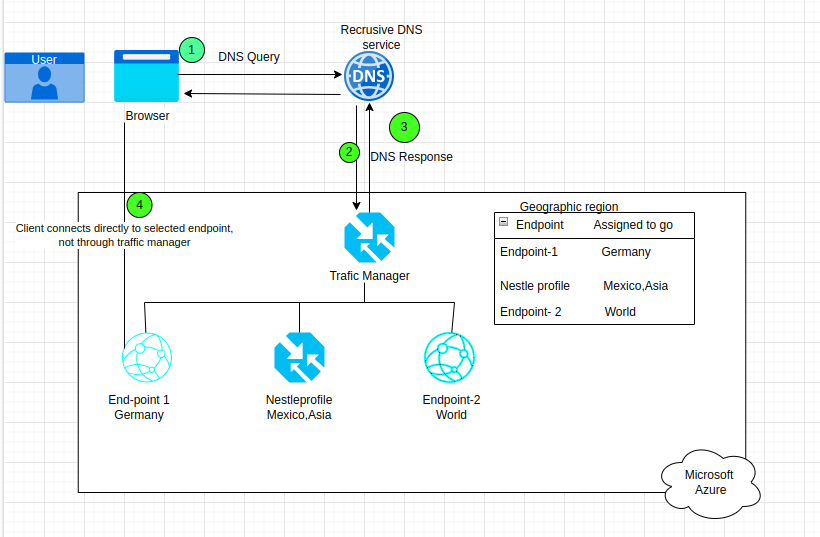 Recrusive DNS
service
User
1
DNS Query
DNS
Browser
3
2
DNS Response
4
Client connects directly to selected endpoint,
not through traffic manager
Geographic region
Endpoint Assigned to go
Endpoint-1 Germany
Nestle profile Mexico,Asia
Endpoint- 2 World
Trafic Manager
End-point 1
Germany
Nestleprofile
Mexico,Asia
Endpoint-2
World
Microsoft
Azure